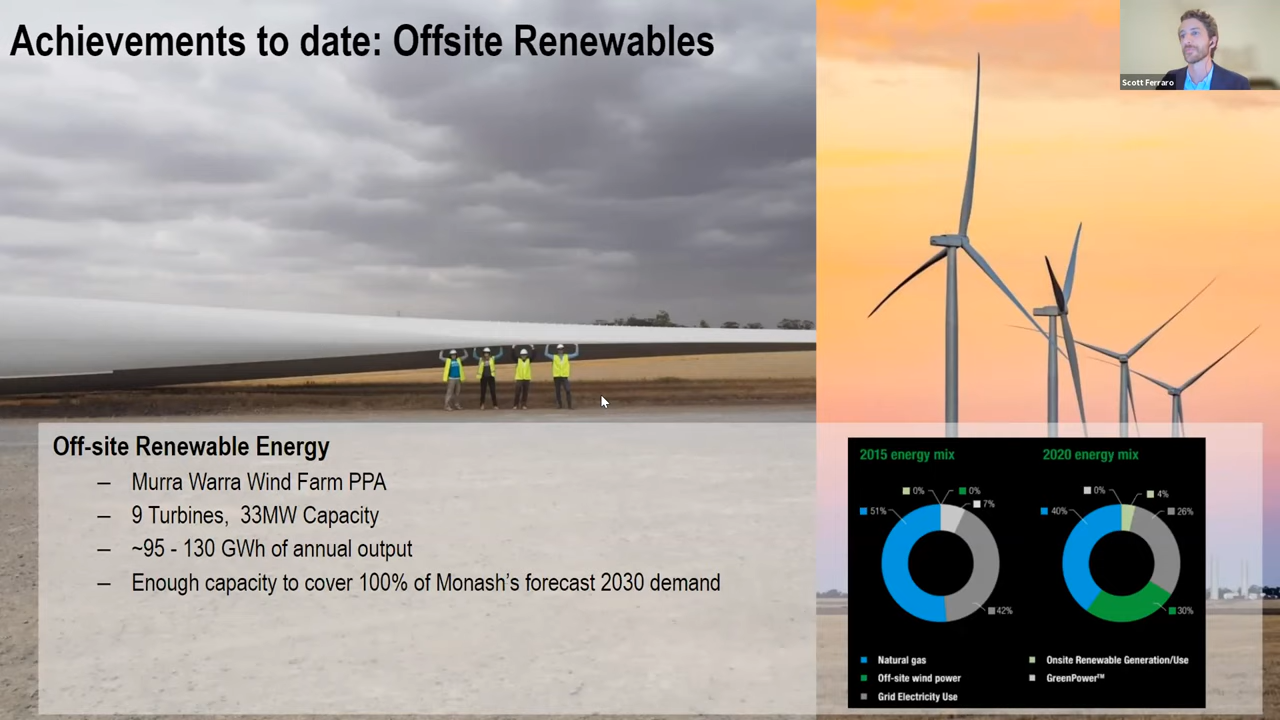 Achievements to date: Offsite Renewables
Scott Ferraro
Off-site Renewable Energy
– Murra Warra Wind Farm PPA
– 9 Turbines, 33MW Capacity
– ~95 - 130 GWh of annual output
– Enough capacity to cover 100% of Monash's forecast 2030 demand
2015 energy mix
0%
0%
7%
51%
42%
2020 energy mix
0%
4%
40%
26%
30%
Natural gas
Off-site wind power
Grid Electricity Use
Onsite Renewable Generation/Use
GreenPower™